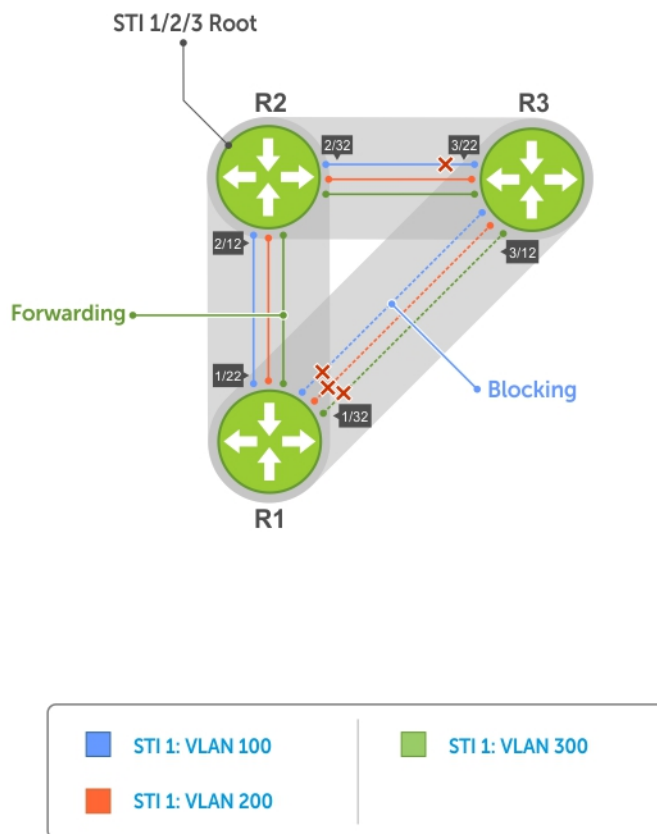 STI 1/2/3 Root
R2
R3
2/32
3/22
2/12
3/12
Forwarding
1/22
Blocking
1/32
R1
STI 1: VLAN 100
STI 1: VLAN 300
STI 1: VLAN 200